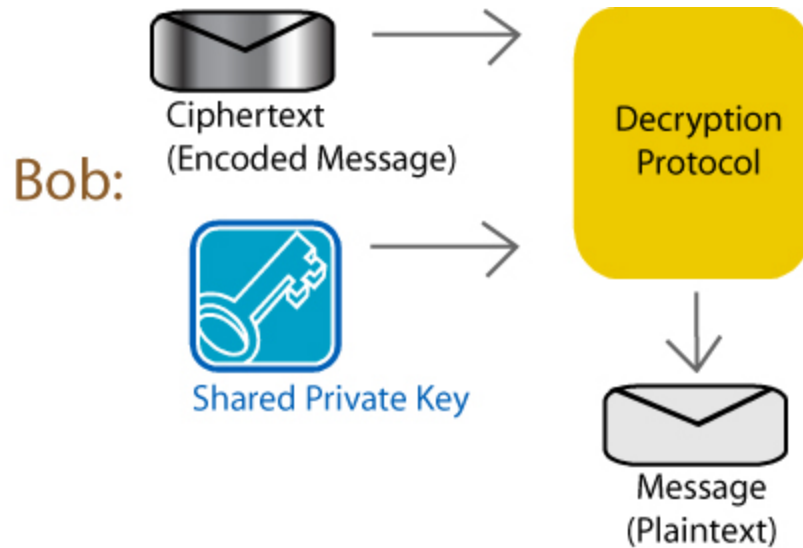 Ciphertext
(Encoded Message)
Bob:
Decryption
Protocol
Shared Private Key
Message
(Plaintext)